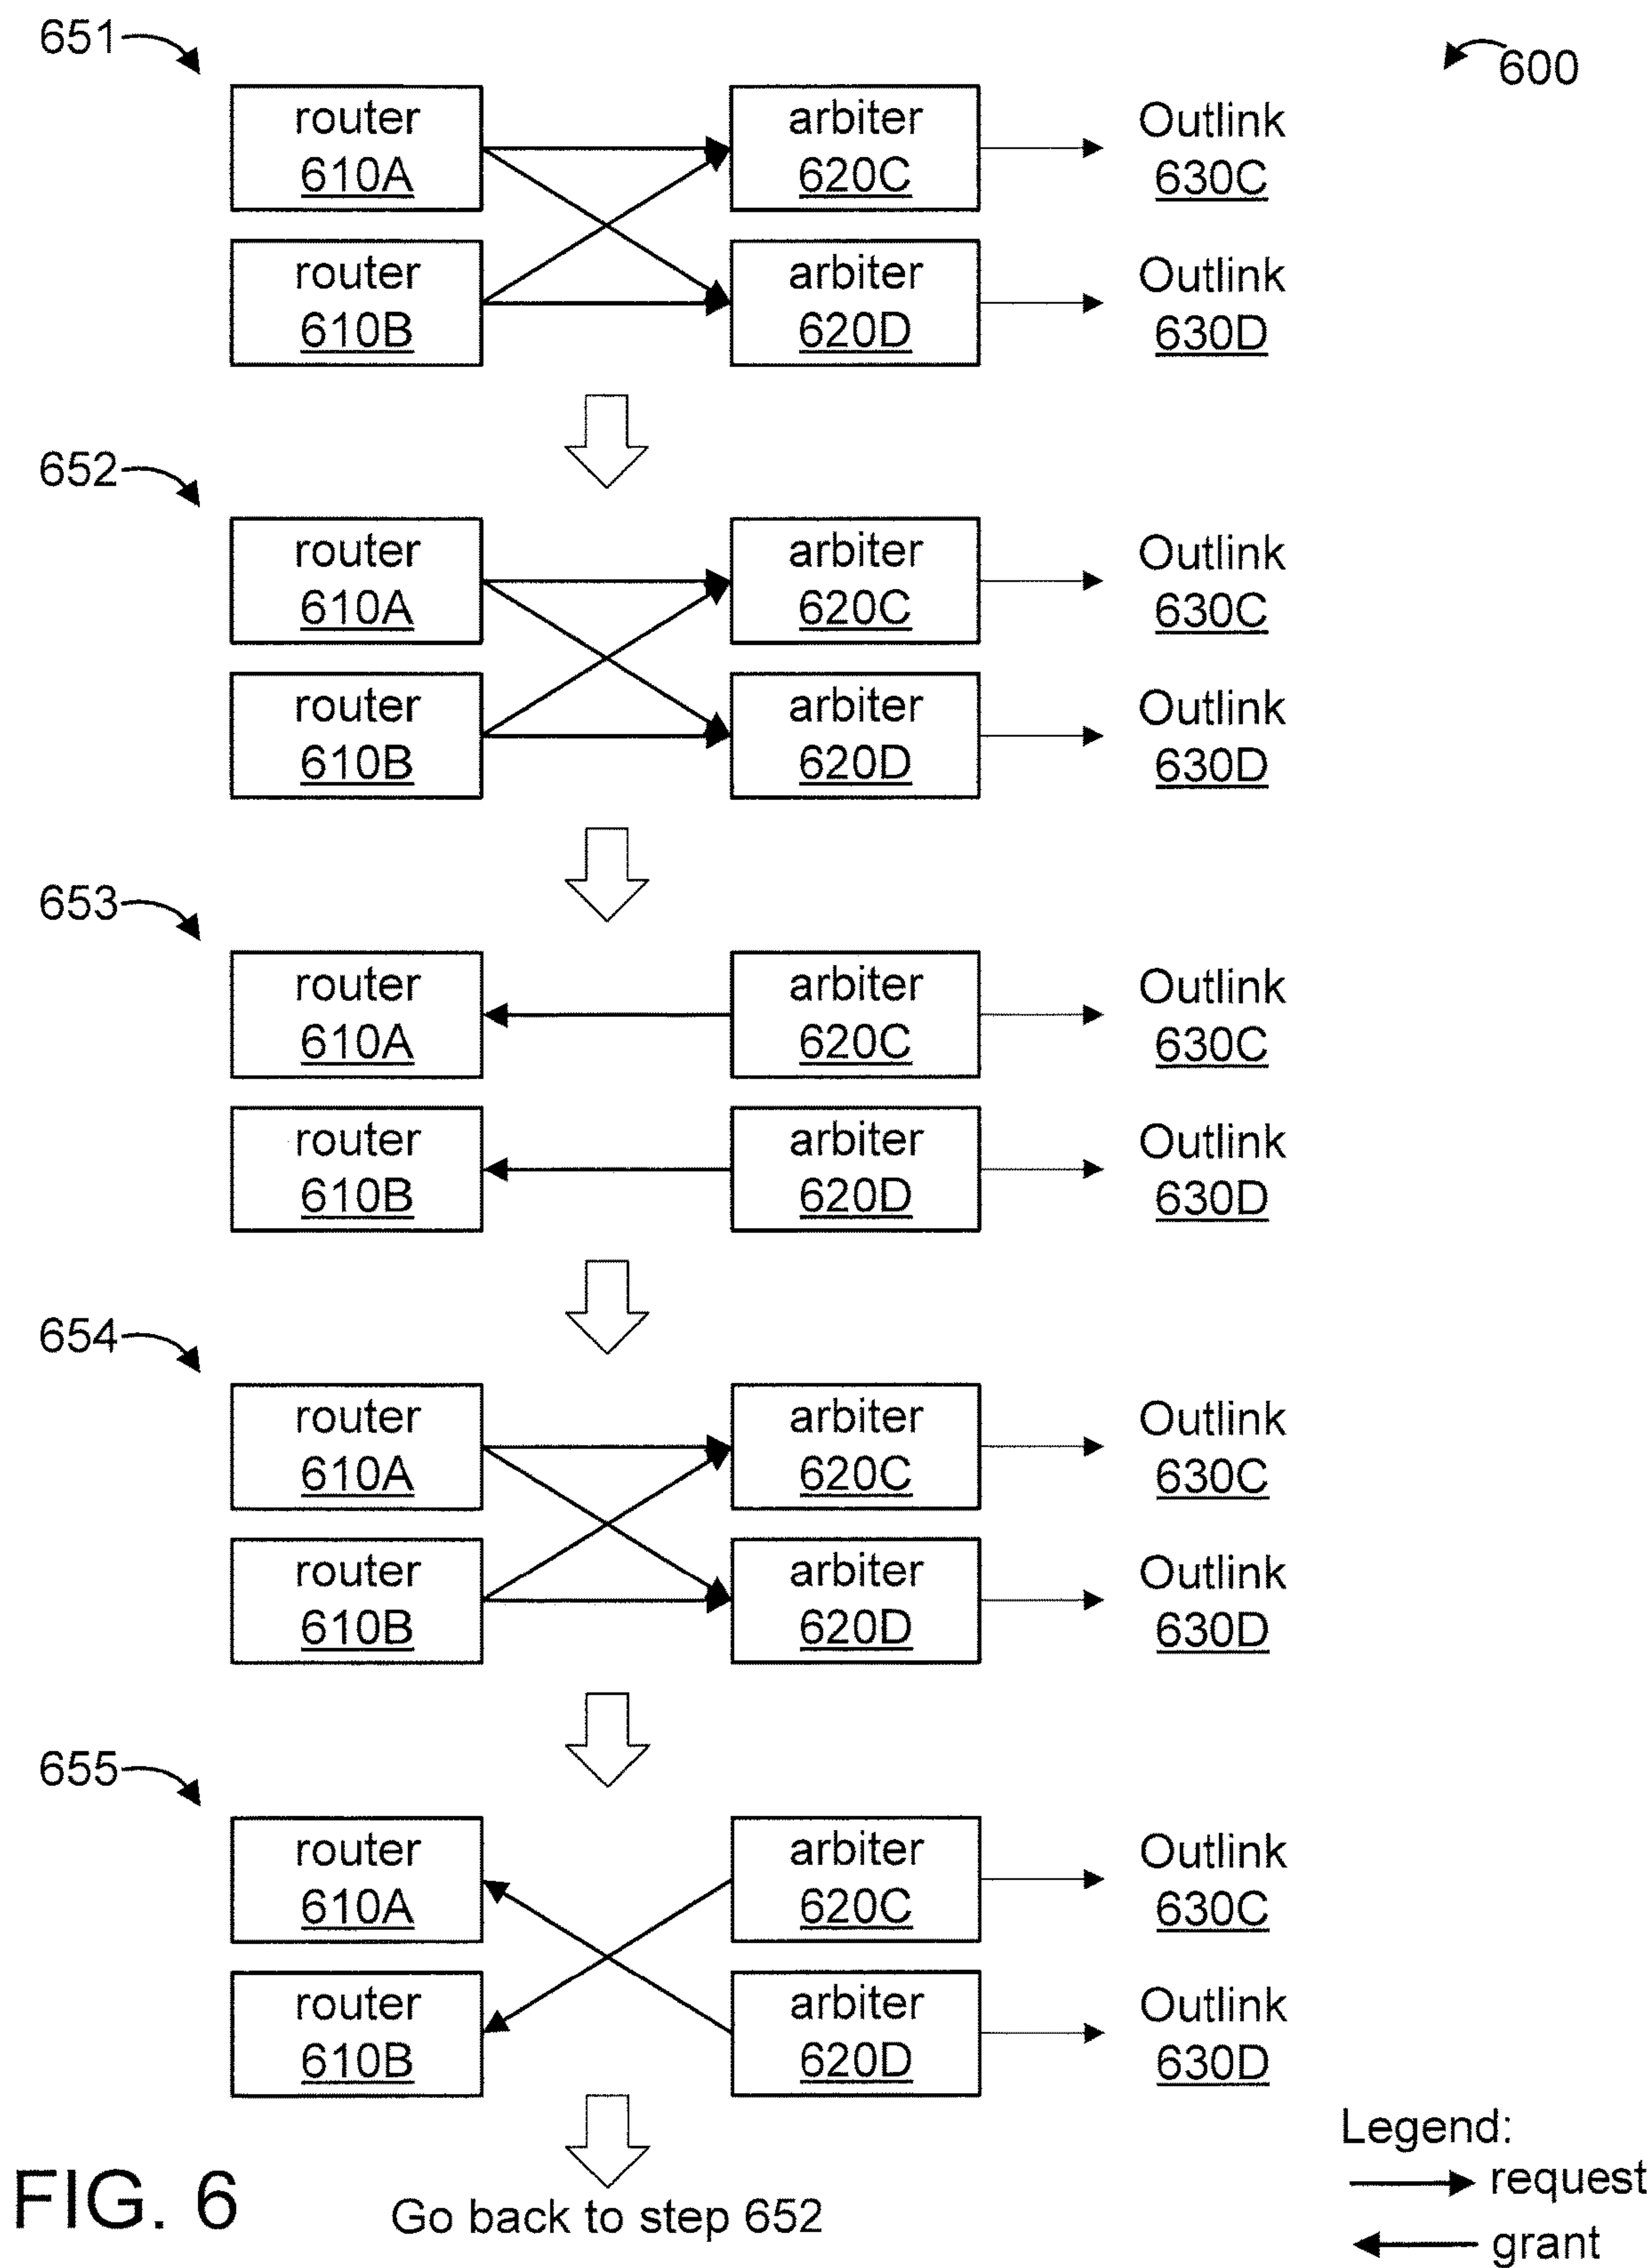 651
600
router
610A
arbiter
620C
Outlink
630C
router
610B
arbiter
620D
Outlink
630D
652
router
610A
arbiter
620C
Outlink
630C
router
610B
arbiter
620D
Outlink
630D
653
router
610A
arbiter
620C
Outlink
630C
router
610B
arbiter
620D
Outlink
630D
654
router
610A
arbiter
620C
Outlink
630C
router
610B
arbiter
620D
Outlink
630D
655
router
610A
arbiter
620C
Outlink
630C
router
610B
arbiter
620D
Outlink
630D
Legend:
request
grant
FIG. 6
Go back to step 652